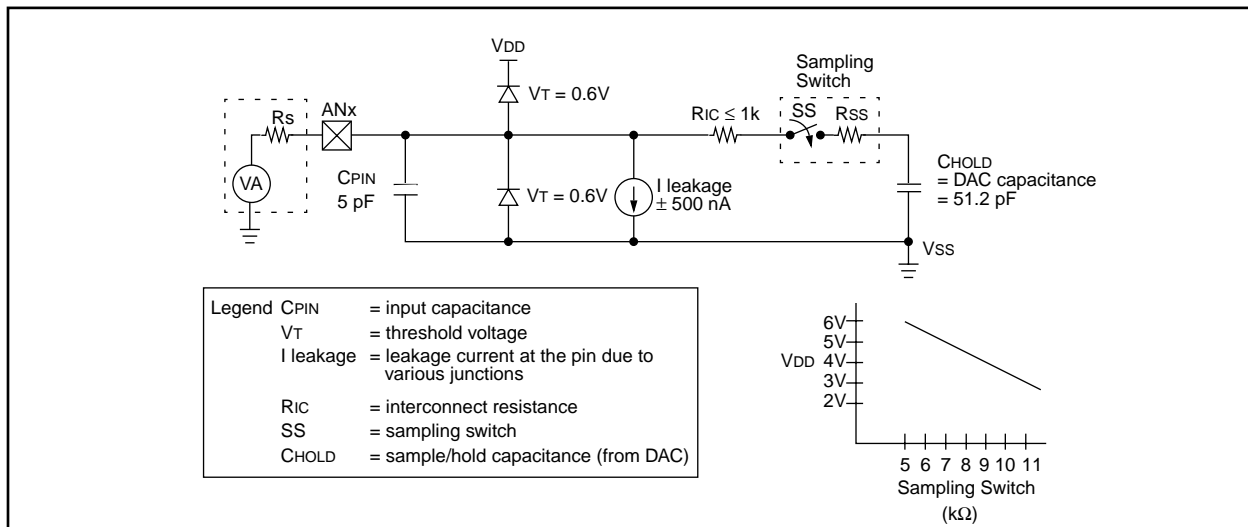 VDD
Sampling
Switch
VT = 0.6V
ANx
Rs
RIC ≤ 1k
SS
RSS
VA
CPIN
5 pF
VT = 0.6V
I leakage
± 500 nA
CHOLD
= DAC capacitance
= 51.2 pF
VSS
Legend CPIN = input capacitance
VT = threshold voltage
I leakage = leakage current at the pin due to
various junctions
RIC = interconnect resistance
SS = sampling switch
CHOLD = sample/hold capacitance (from DAC)
6V
5V
VDD 4V
3V
2V
5 6 7 8 9 10 11
Sampling Switch
(kΩ)